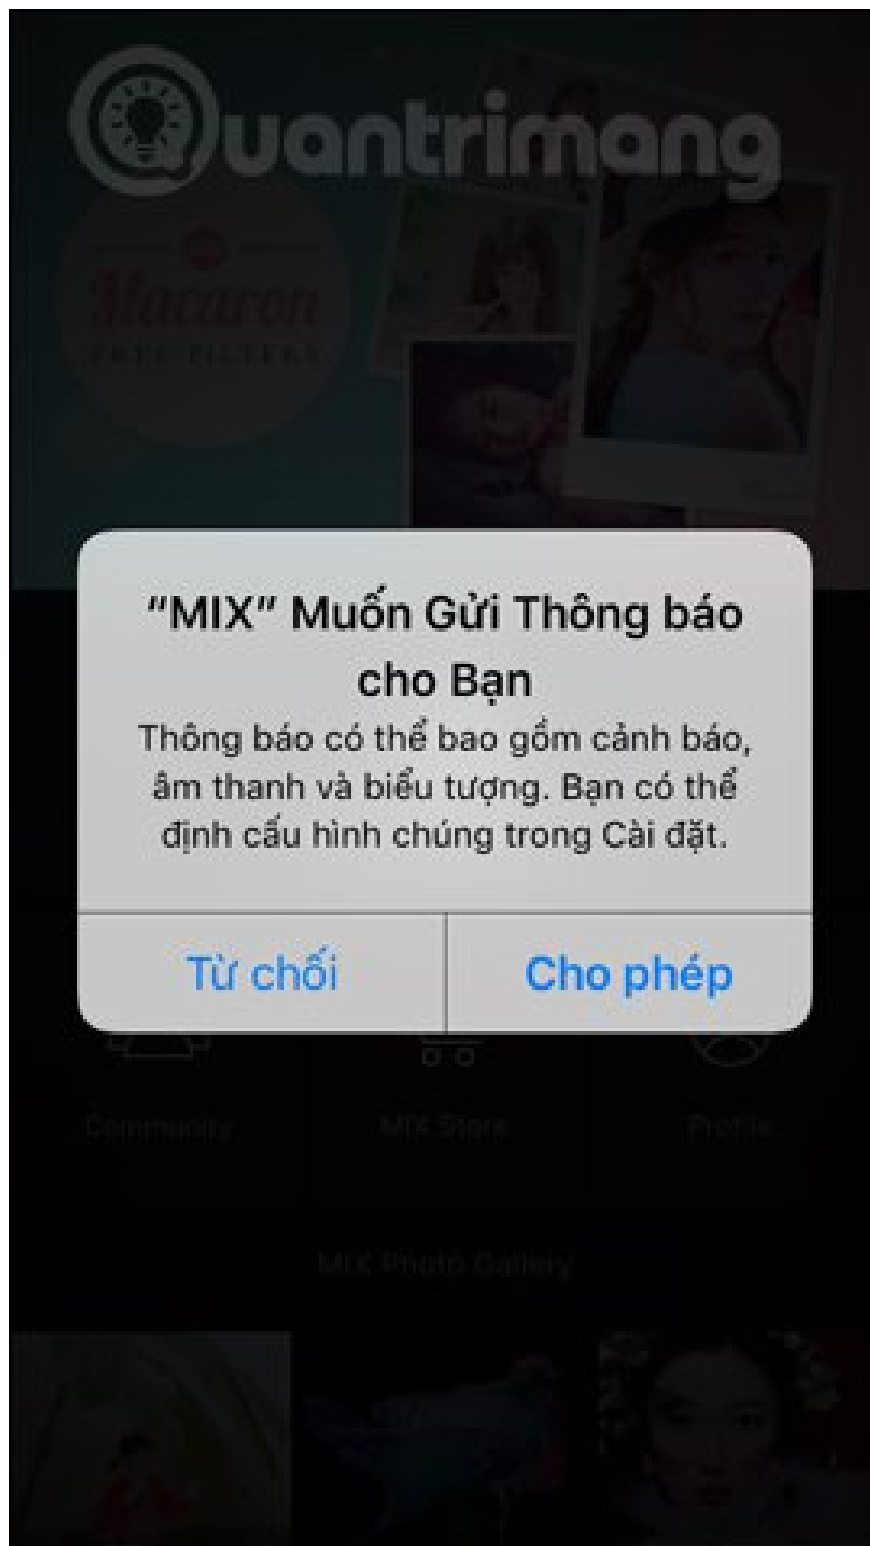 Quantrimang
Macaron
FREE FILTERS
"MIX" Muốn Gửi Thông báo
cho Bạn
Thông báo có thể bao gồm cảnh báo,
âm thanh và biểu tượng. Bạn có thể
định cấu hình chúng trong Cài đặt.
Từ chối
Cho phép
Community
MIX Store
Profile
MIX Photo Gallery